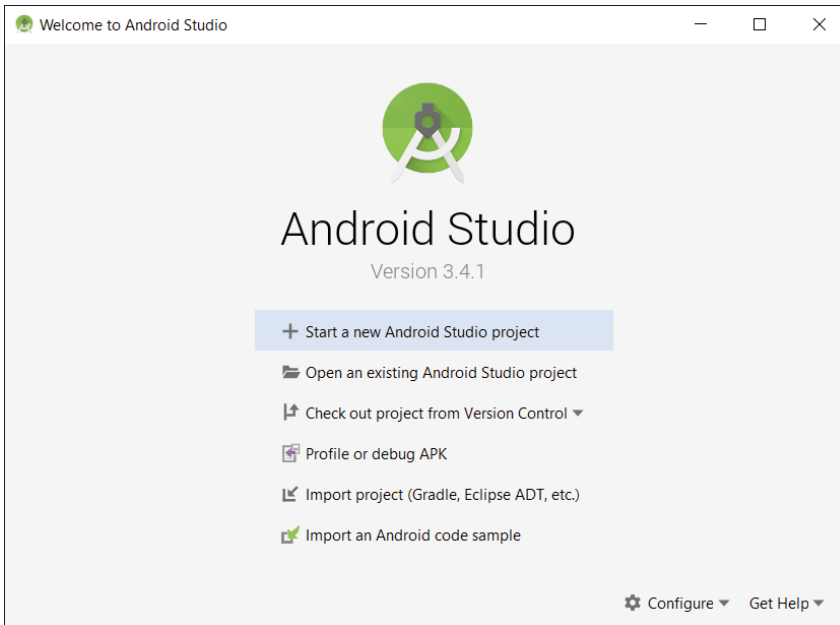 Welcome to Android Studio
Android Studio
Version 3.4.1
Start a new Android Studio project
Open an existing Android Studio project
Check out project from Version Control
Profile or debug APK
Import project (Gradle, Eclipse ADT, etc.)
Import an Android code sample
Configure Get Help